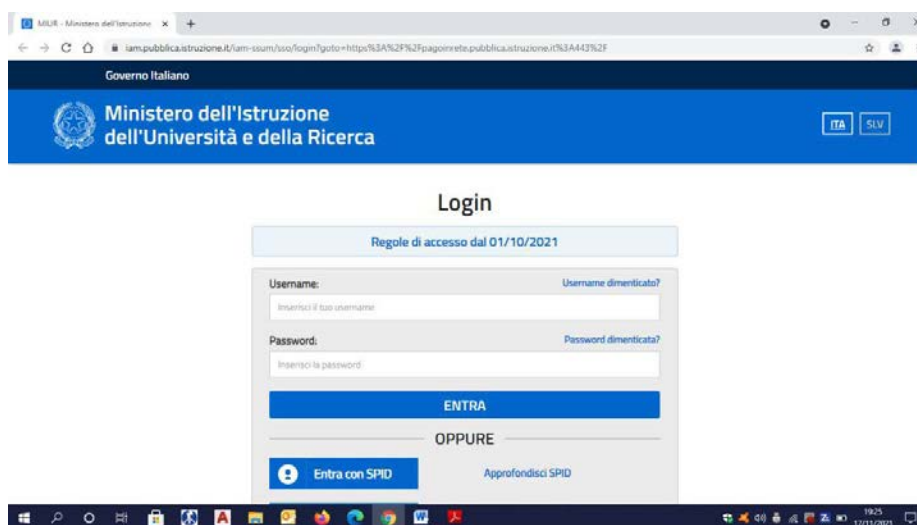 MIUR - Ministero dell'Istruzione
iam.pubblica.istruzione.it/iam-ssum/sso/login?goto=https%3A%2F%2Fpagoinrete.pubblica.istruzione.it%3A443%2F
Governo Italiano
Ministero dell'Istruzione
dell'Università e della Ricerca
ITA SLV
Login
Regole di accesso dal 01/10/2021
Username: Username dimenticato?
Inserisci il tuo username
Password: Password dimenticata?
Inserisci la password
ENTRA
OPPURE
Entra con SPID Approfondisci SPID
19:25
17/11/2021